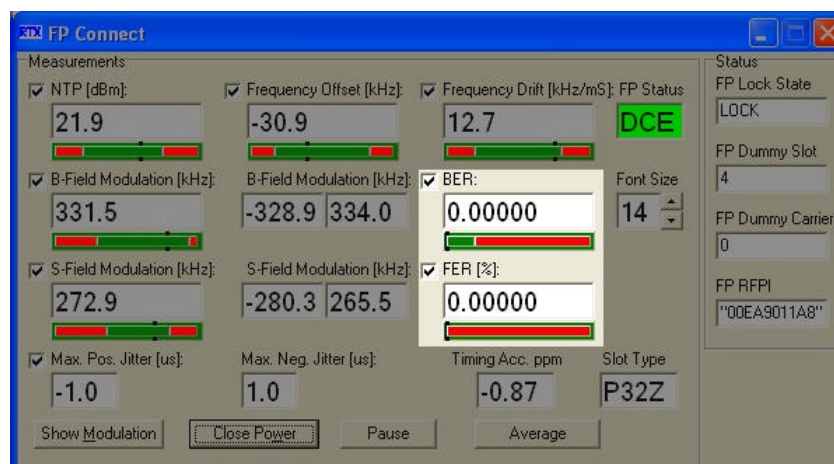 RTX FP Connect
Measurements
NTP [dBm]:
Frequency Offset [kHz]:
Frequency Drift [kHz/mS]:
FP Status
21.9
-30.9
12.7
DCE
B-Field Modulation [kHz]:
B-Field Modulation [kHz]:
BER:
Font Size
331.5
-328.9
334.0
0.00000
14
S-Field Modulation [kHz]:
S-Field Modulation [kHz]:
FER [%]:
272.9
-280.3
265.5
0.00000
Max. Pos. Jitter [us]:
Max. Neg. Jitter [us]:
Timing Acc. ppm
Slot Type
-1.0
1.0
-0.87
P32Z
Show Modulation
Close Power
Pause
Average
Status
FP Lock State
LOCK
FP Dummy Slot
4
FP Dummy Carrier
0
FP RFPI
"00EA9011A8"